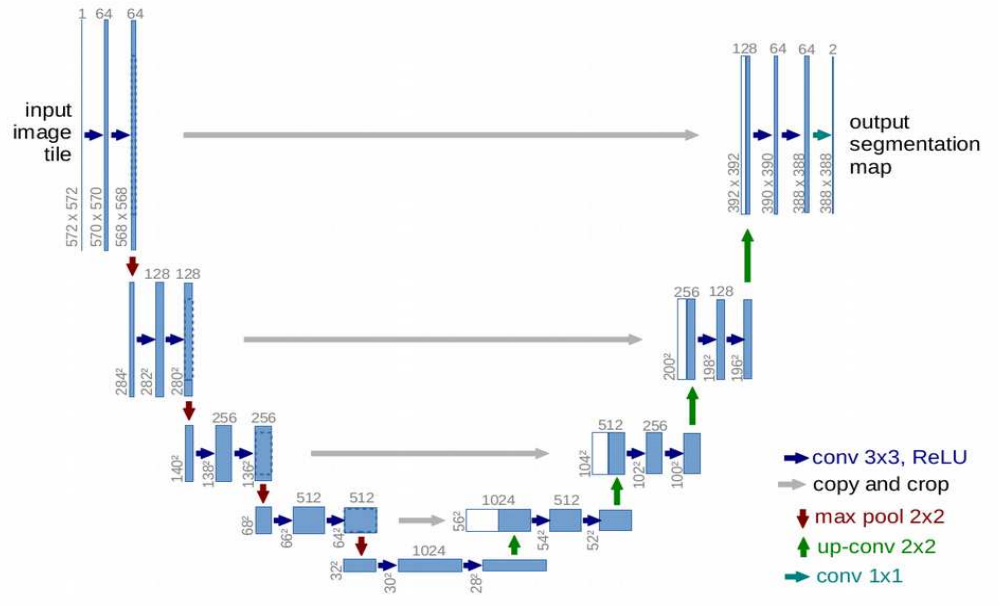 1 64 64
input
image
tile
572 x 572
570 x 570
568 x 568
128 64 64 2
output
segmentation
map
392 x 392
390 x 390
388 x 388
388 x 388
128 128
284²
282²
280²
256 128
200²
198²
196²
256 256
140²
138²
136²
512 256
104²
102²
100²
512 512
68²
66²
64²
1024 512
56²
54²
52²
1024
32²
30²
28²
conv 3x3, ReLU
copy and crop
max pool 2x2
up-conv 2x2
conv 1x1